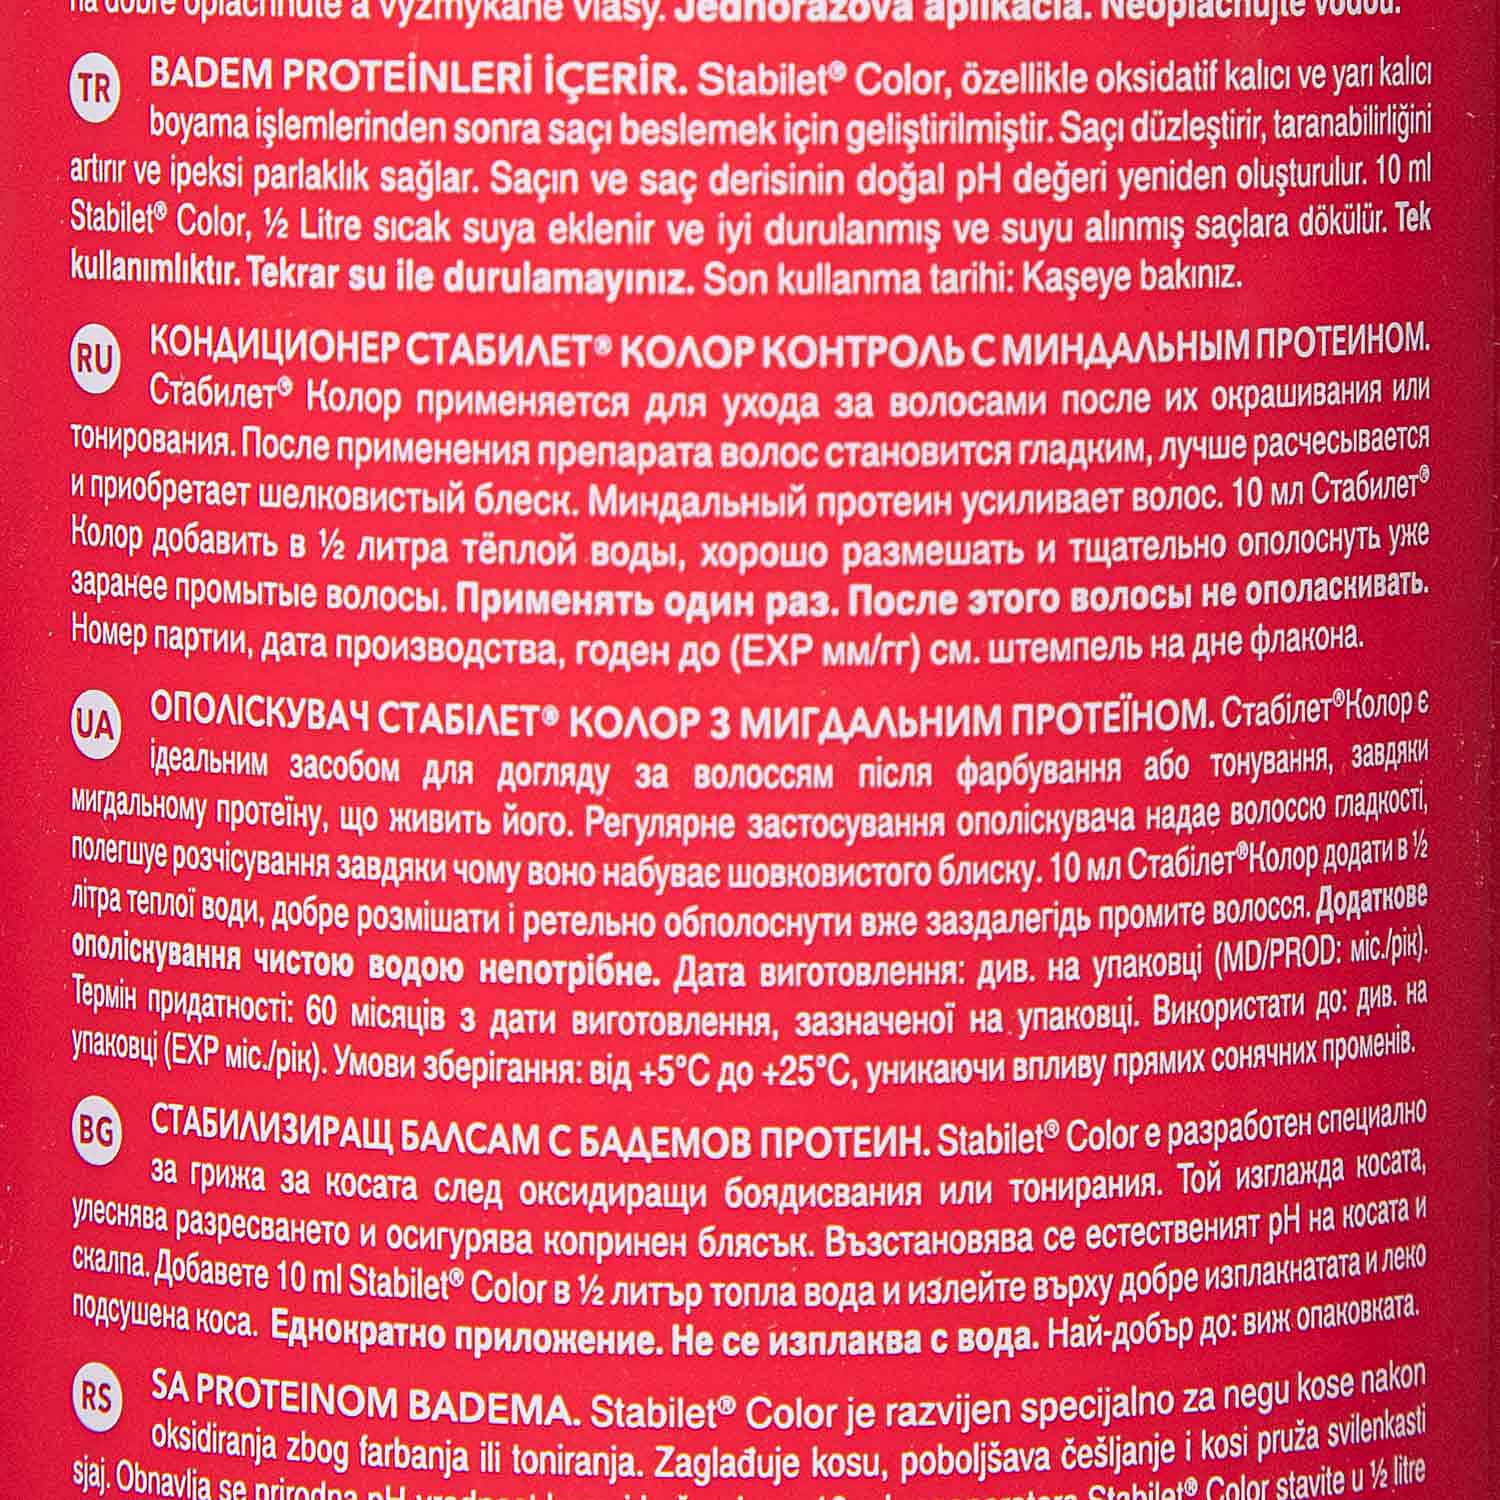 na dobre opláchnuté a vyžmýkané vlasy. Jednorazová aplikácia. Neoplachujte vodou.
TR BADEM PROTEİNLERİ İÇERİR. Stabilet® Color, özellikle oksidatif kalıcı ve yarı kalıcı
boyama işlemlerinden sonra saçı beslemek için geliştirilmiştir. Saçı düzleştirir, taranabilirliğini
artırır ve ipeksi parlaklık sağlar. Saçın ve saç derisinin doğal pH değeri yeniden oluşturulur. 10 ml
Stabilet® Color, ½ Litre sıcak suya eklenir ve iyi durulanmış ve suyu alınmış saçlara dökülür. Tek
kullanımlıktır. Tekrar su ile durulamayınız. Son kullanma tarihi: Kaşeye bakınız.
RU КОНДИЦИОНЕР СТАБИЛЕТ® КОЛОР КОНТРОЛЬ С МИНДАЛЬНЫМ ПРОТЕИНОМ.
Стабилет® Колор применяется для ухода за волосами после их окрашивания или
тонирования. После применения препарата волос становится гладким, лучше расчесывается
и приобретает шелковистый блеск. Миндальный протеин усиливает волос. 10 мл Стабилет®
Колор добавить в ½ литра тёплой воды, хорошо размешать и тщательно ополоснуть уже
заранее промытые волосы. Применять один раз. После этого волосы не ополаскивать.
Номер партии, дата производства, годен до (EXP мм/гг) см. штемпель на дне флакона.
UA ОПОЛІСКУВАЧ СТАБІЛЕТ® КОЛОР З МИГДАЛЬНИМ ПРОТЕЇНОМ. Стабілет®Колор є
ідеальним засобом для догляду за волоссям після фарбування або тонування, завдяки
мигдальному протеїну, що живить його. Регулярне застосування ополіскувача надае волоссю гладкості,
полегшує розчісування завдяки чому воно набуває шовковистого блиску. 10 мл Стабілет®Колор додати в ½
літра теплої води, добре розмішати і ретельно обполоснути вже заздалегідь промите волосся. Додаткове
ополіскування чистою водою непотрібне. Дата виготовлення: див. на упаковці (MD/PROD: міс./рік).
Термін придатності: 60 місяців з дати виготовлення, зазначеної на упаковці. Використати до: див. на
упаковці (EXP міс./рік). Умови зберігання: від +5°С до +25°С, уникаючи впливу прямих сонячних променів.
BG СТАБИЛИЗИРАЩ БАЛСАМ С БАДЕМОВ ПРОТЕИН. Stabilet® Color е разработен специално
за грижа за косата след оксидиращи боядисвания или тонирания. Той изглажда косата,
улеснява разресването и осигурява копринен блясък. Възстановява се естественият pH на косата и
скалпа. Добавете 10 ml Stabilet® Color в ½ литър топла вода и излейте върху добре изплакнатата и леко
подсушена коса. Еднократно приложение. Не се изплаква с вода. Най-добър до: виж опаковката.
RS SA PROTEINOM BADEMA. Stabilet® Color je razvijen specijalno za negu kose nakon
oksidiranja zbog farbanja ili toniranja. Zaglađuje kosu, poboljšava češljanje i kosi pruža svilenkasti
sjaj. Obnavlja se prirodna pH Stabilet® Color stavite u ½ litre